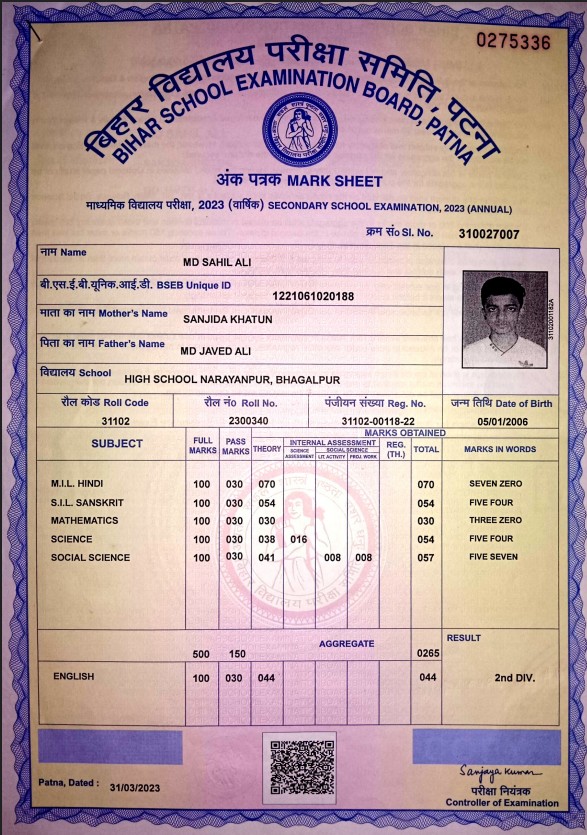 0275336
बिहार विद्यालय परीक्षा समिति, पटना
BIHAR SCHOOL EXAMINATION BOARD, PATNA
अंक पत्रक MARK SHEET
माध्यमिक विद्यालय परीक्षा, 2023 (वार्षिक) SECONDARY SCHOOL EXAMINATION, 2023 (ANNUAL)
क्रम सं० Sl. No. 310027007
नाम Name MD SAHIL ALI
बी.एस.ई.बी.यूनिक.आई.डी. BSEB Unique ID 1221061020188
माता का नाम Mother's Name SANJIDA KHATUN
पिता का नाम Father's Name MD JAVED ALI
विद्यालय School HIGH SCHOOL NARAYANPUR, BHAGALPUR
रौल कोड Roll Code रौल नं० Roll No. पंजीयन संख्या Reg. No. जन्म तिथि Date of Birth
31102 2300340 31102-00118-22 05/01/2006
MARKS OBTAINED
SUBJECT FULL MARKS PASS MARKS THEORY INTERNAL ASSESSMENT REG. (TH.) TOTAL MARKS IN WORDS
SCIENCE ASSESSMENT SOCIAL SCIENCE LIT. ACTIVITY PROJ. WORK
M.I.L. HINDI 100 030 070 070 SEVEN ZERO
S.I.L. SANSKRIT 100 030 054 054 FIVE FOUR
MATHEMATICS 100 030 030 030 THREE ZERO
SCIENCE 100 030 038 016 054 FIVE FOUR
SOCIAL SCIENCE 100 030 041 008 008 057 FIVE SEVEN
500 150 AGGREGATE 0265 RESULT
ENGLISH 100 030 044 044 2nd DIV.
Patna, Dated : 31/03/2023
Sanjaya Kumar
परीक्षा नियंत्रक
Controller of Examination